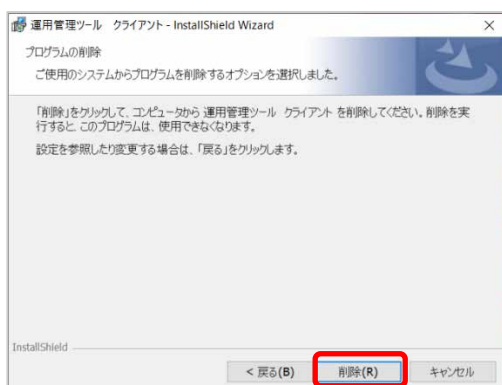 運用管理ツール　クライアント - InstallShield Wizard
プログラムの削除
ご使用のシステムからプログラムを削除するオプションを選択しました。
「削除」をクリックして、コンピュータから 運用管理ツール　クライアント を削除してください。削除を実
行すると、このプログラムは、使用できなくなります。
設定を参照したり変更する場合は、「戻る」をクリックします。
InstallShield
< 戻る(B)　削除(R)　キャンセル